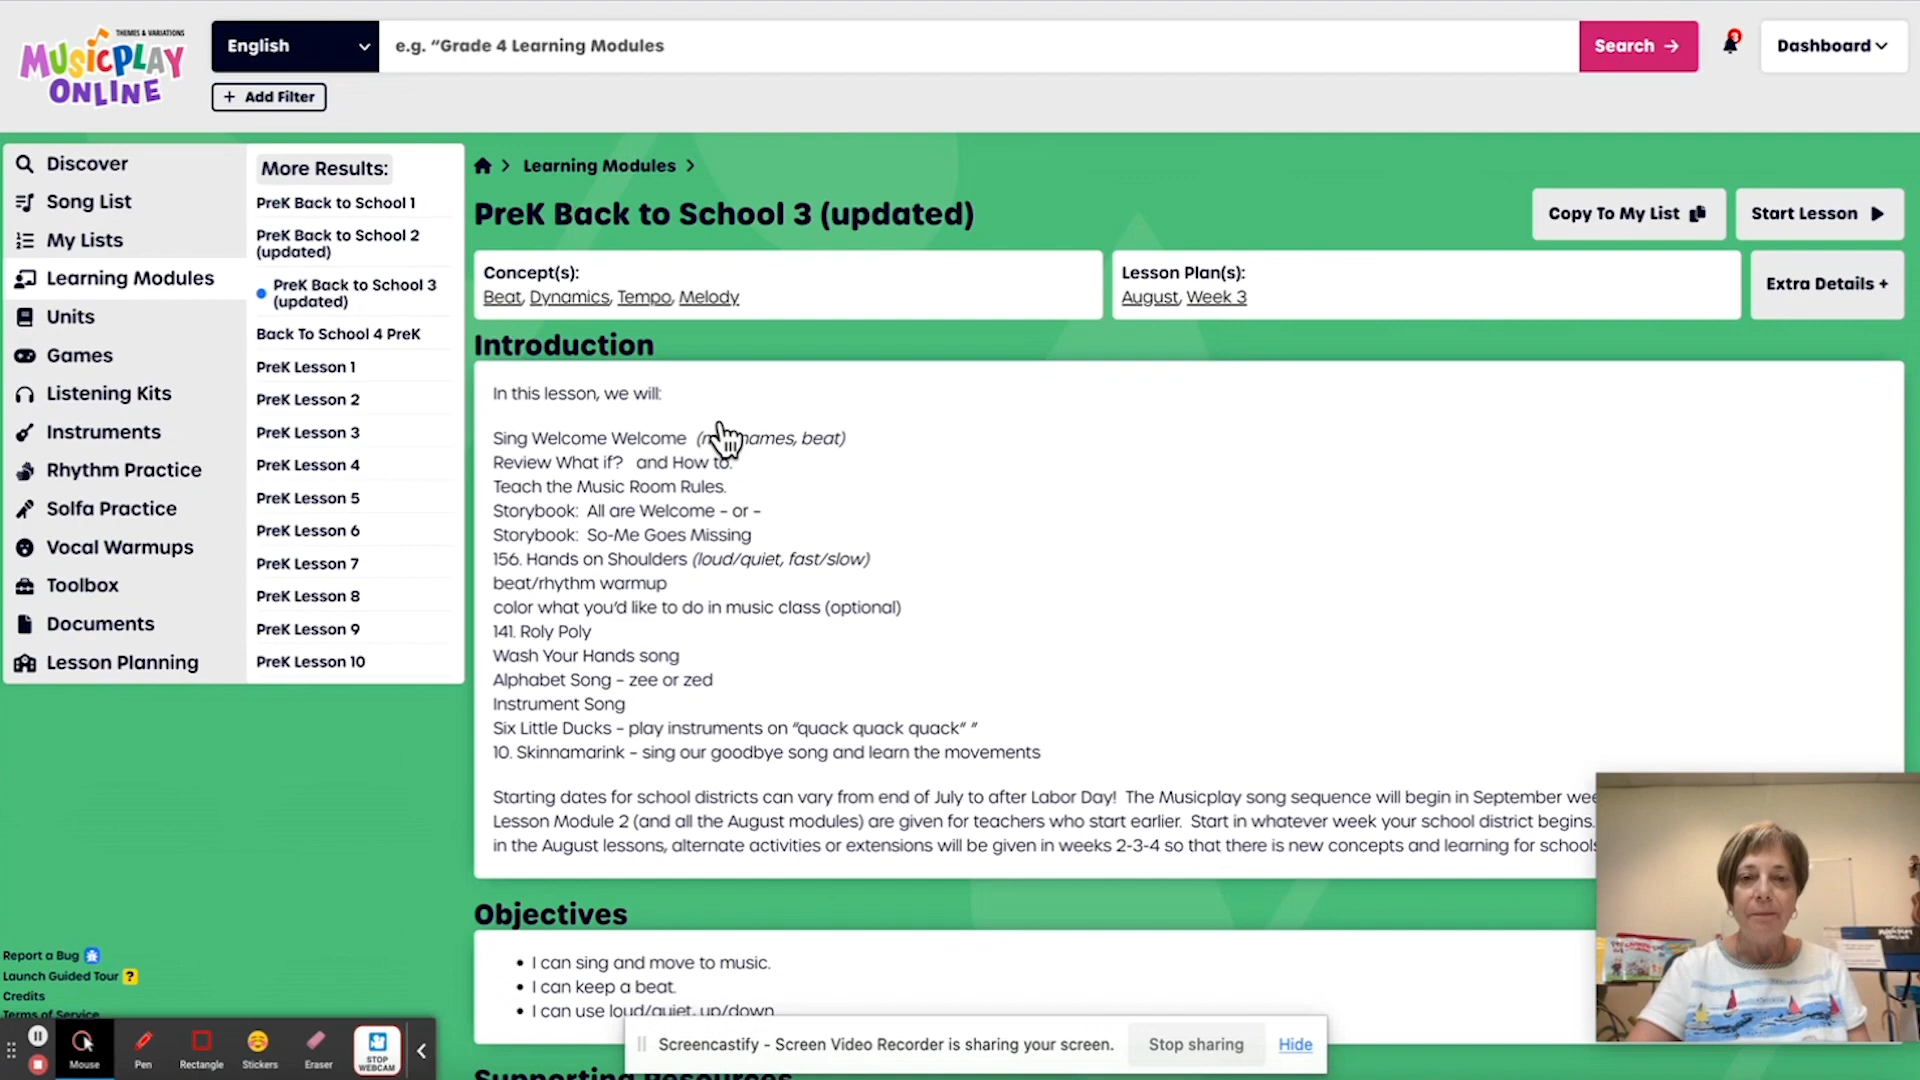 THEMES & VARIATIONS
MUSICPLAY
ONLINE
English
e.g. “Grade 4 Learning Modules
Search
Dashboard
+ Add Filter
Discover
Song List
My Lists
Learning Modules
Units
Games
Listening Kits
Instruments
Rhythm Practice
Solfa Practice
Vocal Warmups
Toolbox
Documents
Lesson Planning
More Results:
PreK Back to School 1
PreK Back to School 2
(updated)
PreK Back to School 3
(updated)
Back To School 4 PreK
PreK Lesson 1
PreK Lesson 2
PreK Lesson 3
PreK Lesson 4
PreK Lesson 5
PreK Lesson 6
PreK Lesson 7
PreK Lesson 8
PreK Lesson 9
PreK Lesson 10
Learning Modules
PreK Back to School 3 (updated)
Copy To My List
Start Lesson
Concept(s):
Beat, Dynamics, Tempo, Melody
Lesson Plan(s):
August, Week 3
Extra Details +
Introduction
In this lesson, we will:
Sing Welcome Welcome names, beat)
Review What if? and How to.
Teach the Music Room Rules.
Storybook: All are Welcome - or -
Storybook: So-Me Goes Missing
156. Hands on Shoulders (loud/quiet, fast/slow)
beat/rhythm warmup
color what you’d like to do in music class (optional)
141. Roly Poly
Wash Your Hands song
Alphabet Song - zee or zed
Instrument Song
Six Little Ducks - play instruments on “quack quack quack” ”
10. Skinnamarink - sing our goodbye song and learn the movements
Starting dates for school districts can vary from end of July to after Labor Day! The Musicplay song sequence will begin in September
Lesson Module 2 (and all the August modules) are given for teachers who start earlier. Start in whatever week your school district begins.
in the August lessons, alternate activities or extensions will be given in weeks 2-3-4 so that there is new concepts and learning for schools
Objectives
I can sing and move to music.
I can keep a beat.
I can use loud/quiet, up/down
Supporting Resources
Report a Bug
Launch Guided Tour ?
Credits
Terms of Service
Mouse
Pen
Rectangle
Stickers
Eraser
STOP
WEBCAM
Screencastify - Screen Video Recorder is sharing your screen.
Stop sharing
Hide